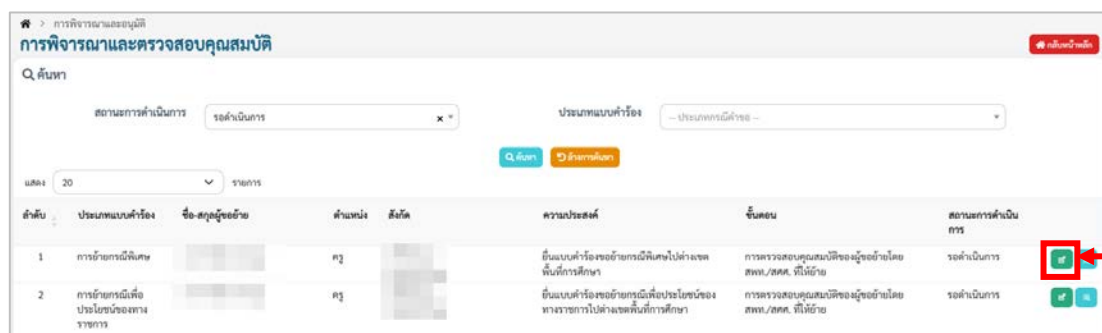 การพิจารณาและอนุมัติ
การพิจารณาและตรวจสอบคุณสมบัติ
กลับหน้าหลัก
ค้นหา
สถานะการดำเนินการ รอดำเนินการ × ประเภทแบบคำร้อง -- ประเภทกรณีคำขอ --
ค้นหา ล้างการค้นหา
แสดง 20 รายการ
ลำดับ ประเภทแบบคำร้อง ชื่อ-สกุลผู้ขอย้าย ตำแหน่ง สังกัด ความประสงค์ ขั้นตอน สถานะการดำเนิน
การ
1 การย้ายกรณีพิเศษ ครู ยื่นแบบคำร้องขอย้ายกรณีพิเศษไปต่างเขต การตรวจสอบคุณสมบัติของผู้ขอย้ายโดย รอดำเนินการ
พื้นที่การศึกษา สพท./สศศ. ที่ให้ย้าย
2 การย้ายกรณีเพื่อ ครู ยื่นแบบคำร้องขอย้ายกรณีเพื่อประโยชน์ของ การตรวจสอบคุณสมบัติของผู้ขอย้ายโดย รอดำเนินการ
ประโยชน์ของทาง ทางราชการไปต่างเขตพื้นที่การศึกษา สพท./สศศ. ที่ให้ย้าย
ราชการ